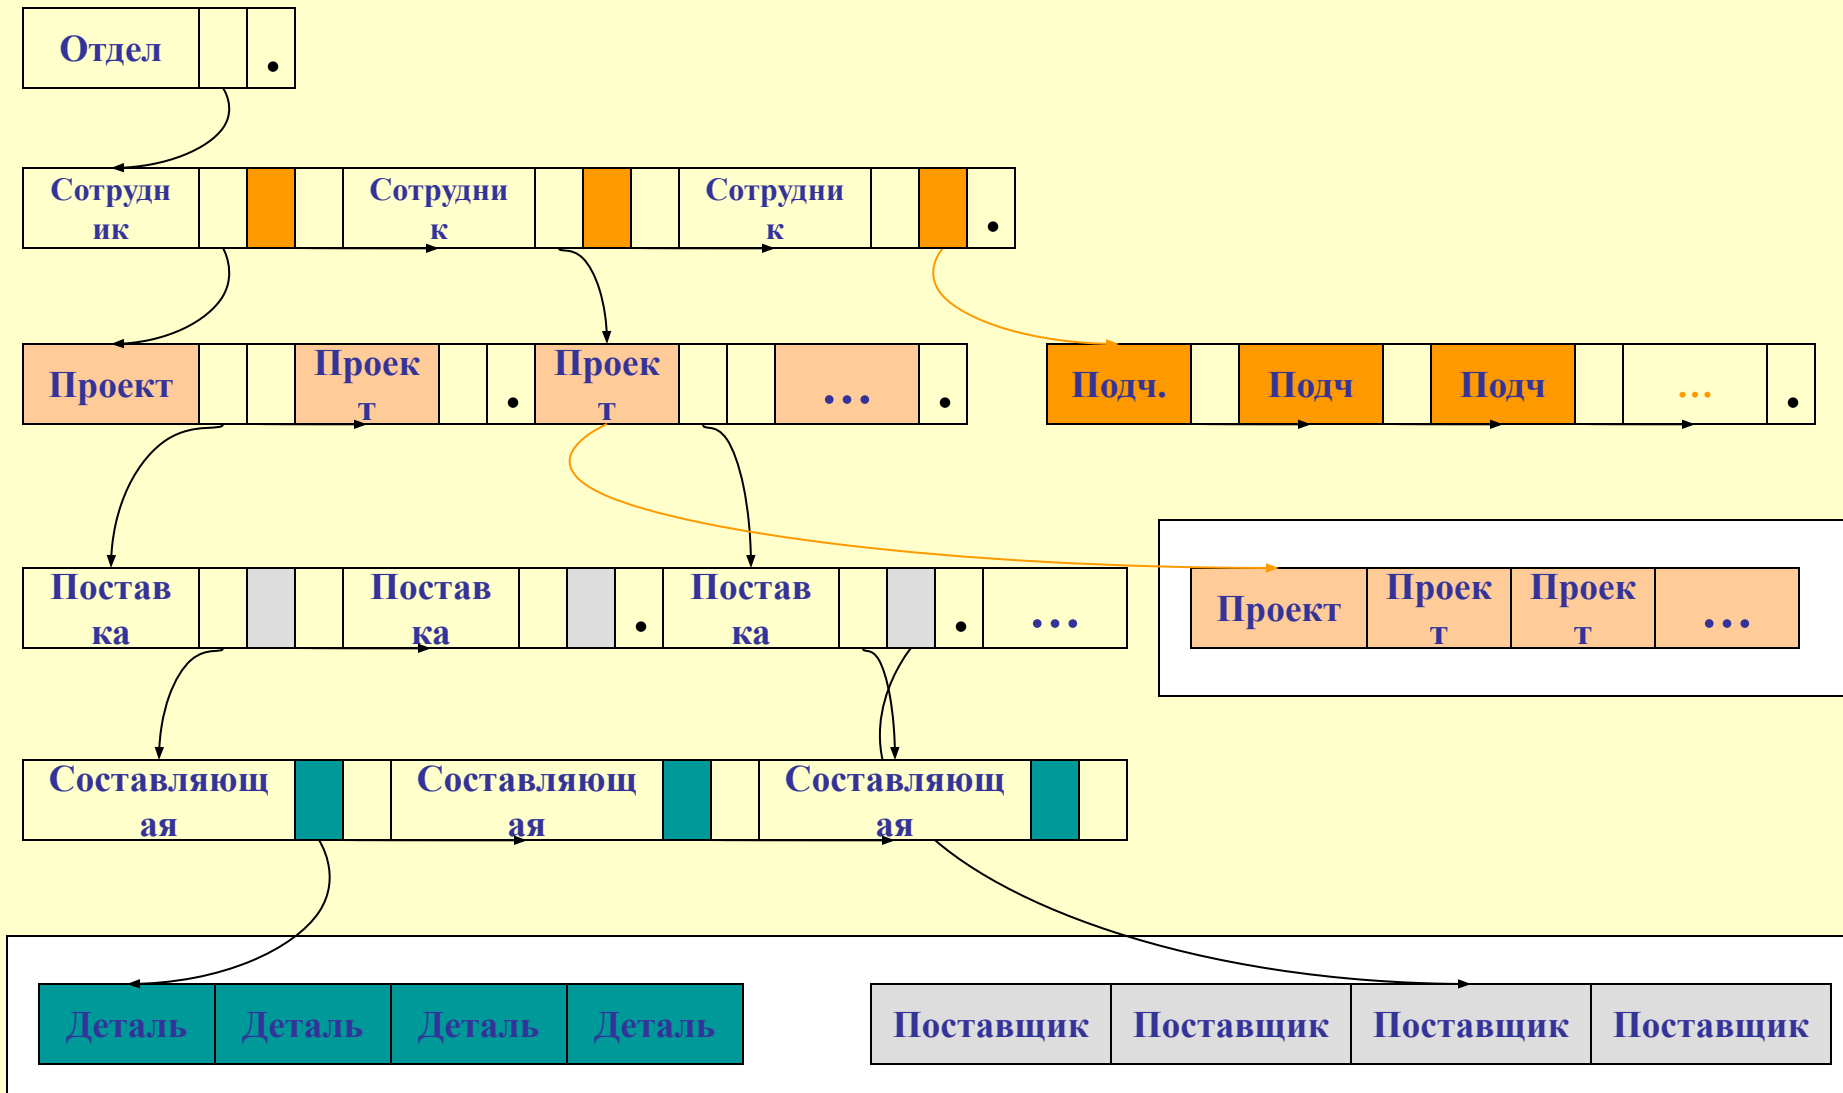 Отдел .
Сотрудн
ик
Сотрудни
к
Сотрудни
к
.
Проект
Проек
т
.
Проек
т
...
.
Подч.
Подч
Подч
...
.
Постав
ка
Постав
ка
.
Постав
ка
.
...
Проект
Проек
т
Проек
т
...
Составляющ
ая
Составляющ
ая
Составляющ
ая
Деталь Деталь Деталь Деталь
Поставщик Поставщик Поставщик Поставщик